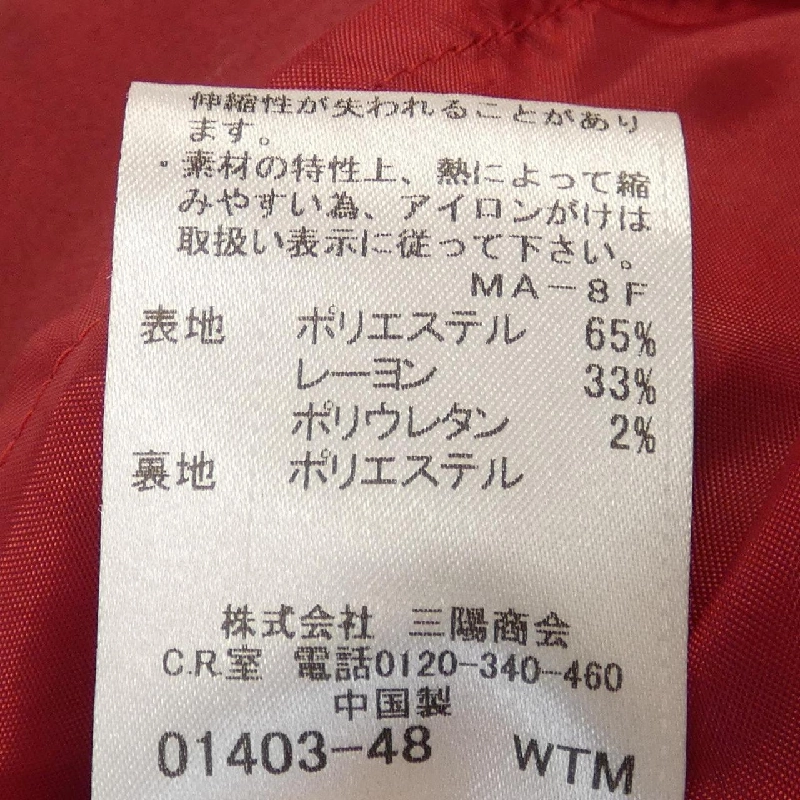 伸縮性が失われることがあり
ます。
・素材の特性上、熱によって縮
みやすい為、アイロンがけは
取扱い表示に従って下さい。
MA-8F
表地 ポリエステル 65%
レーヨン 33%
ポリウレタン 2%
裏地 ポリエステル
株式会社 三陽商会
C.R.室 電話0120-340-460
中国製
01403-48 WTM